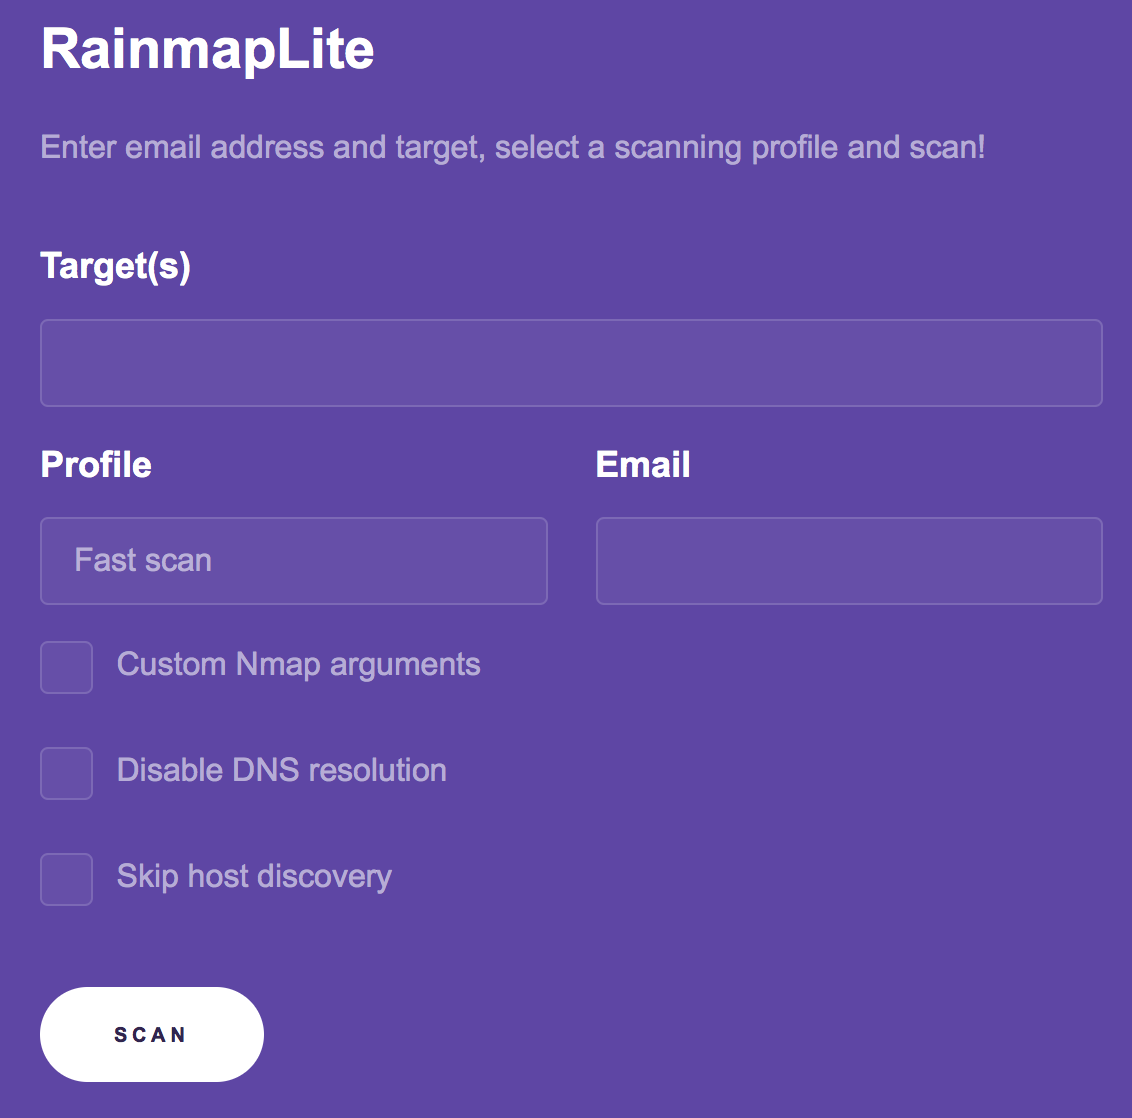 RainmapLite
Enter email address and target, select a scanning profile and scan!
Target(s)
Profile
Email
Fast scan
Custom Nmap arguments
Disable DNS resolution
Skip host discovery
SCAN